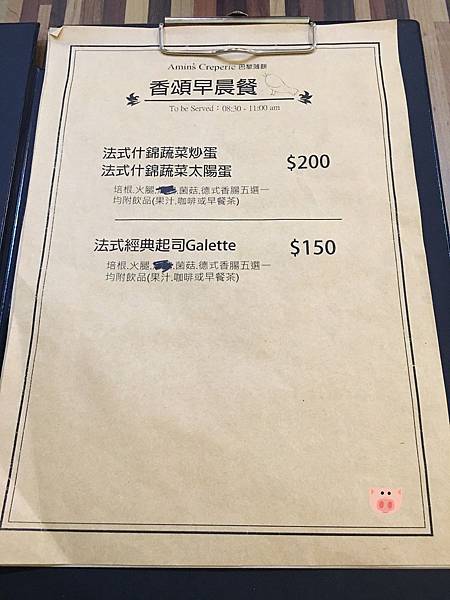 Amin's Creperie 巴黎薄餅
香頌早晨餐
To be Served：08:30 - 11:00 am
法式什錦蔬菜炒蛋
法式什錦蔬菜太陽蛋 $200
培根.火腿.菌菇.德式香腸五選一
均附飲品(果汁.咖啡或早餐茶)
法式經典起司Galette $150
培根.火腿.菌菇.德式香腸五選一
均附飲品(果汁.咖啡或早餐茶)